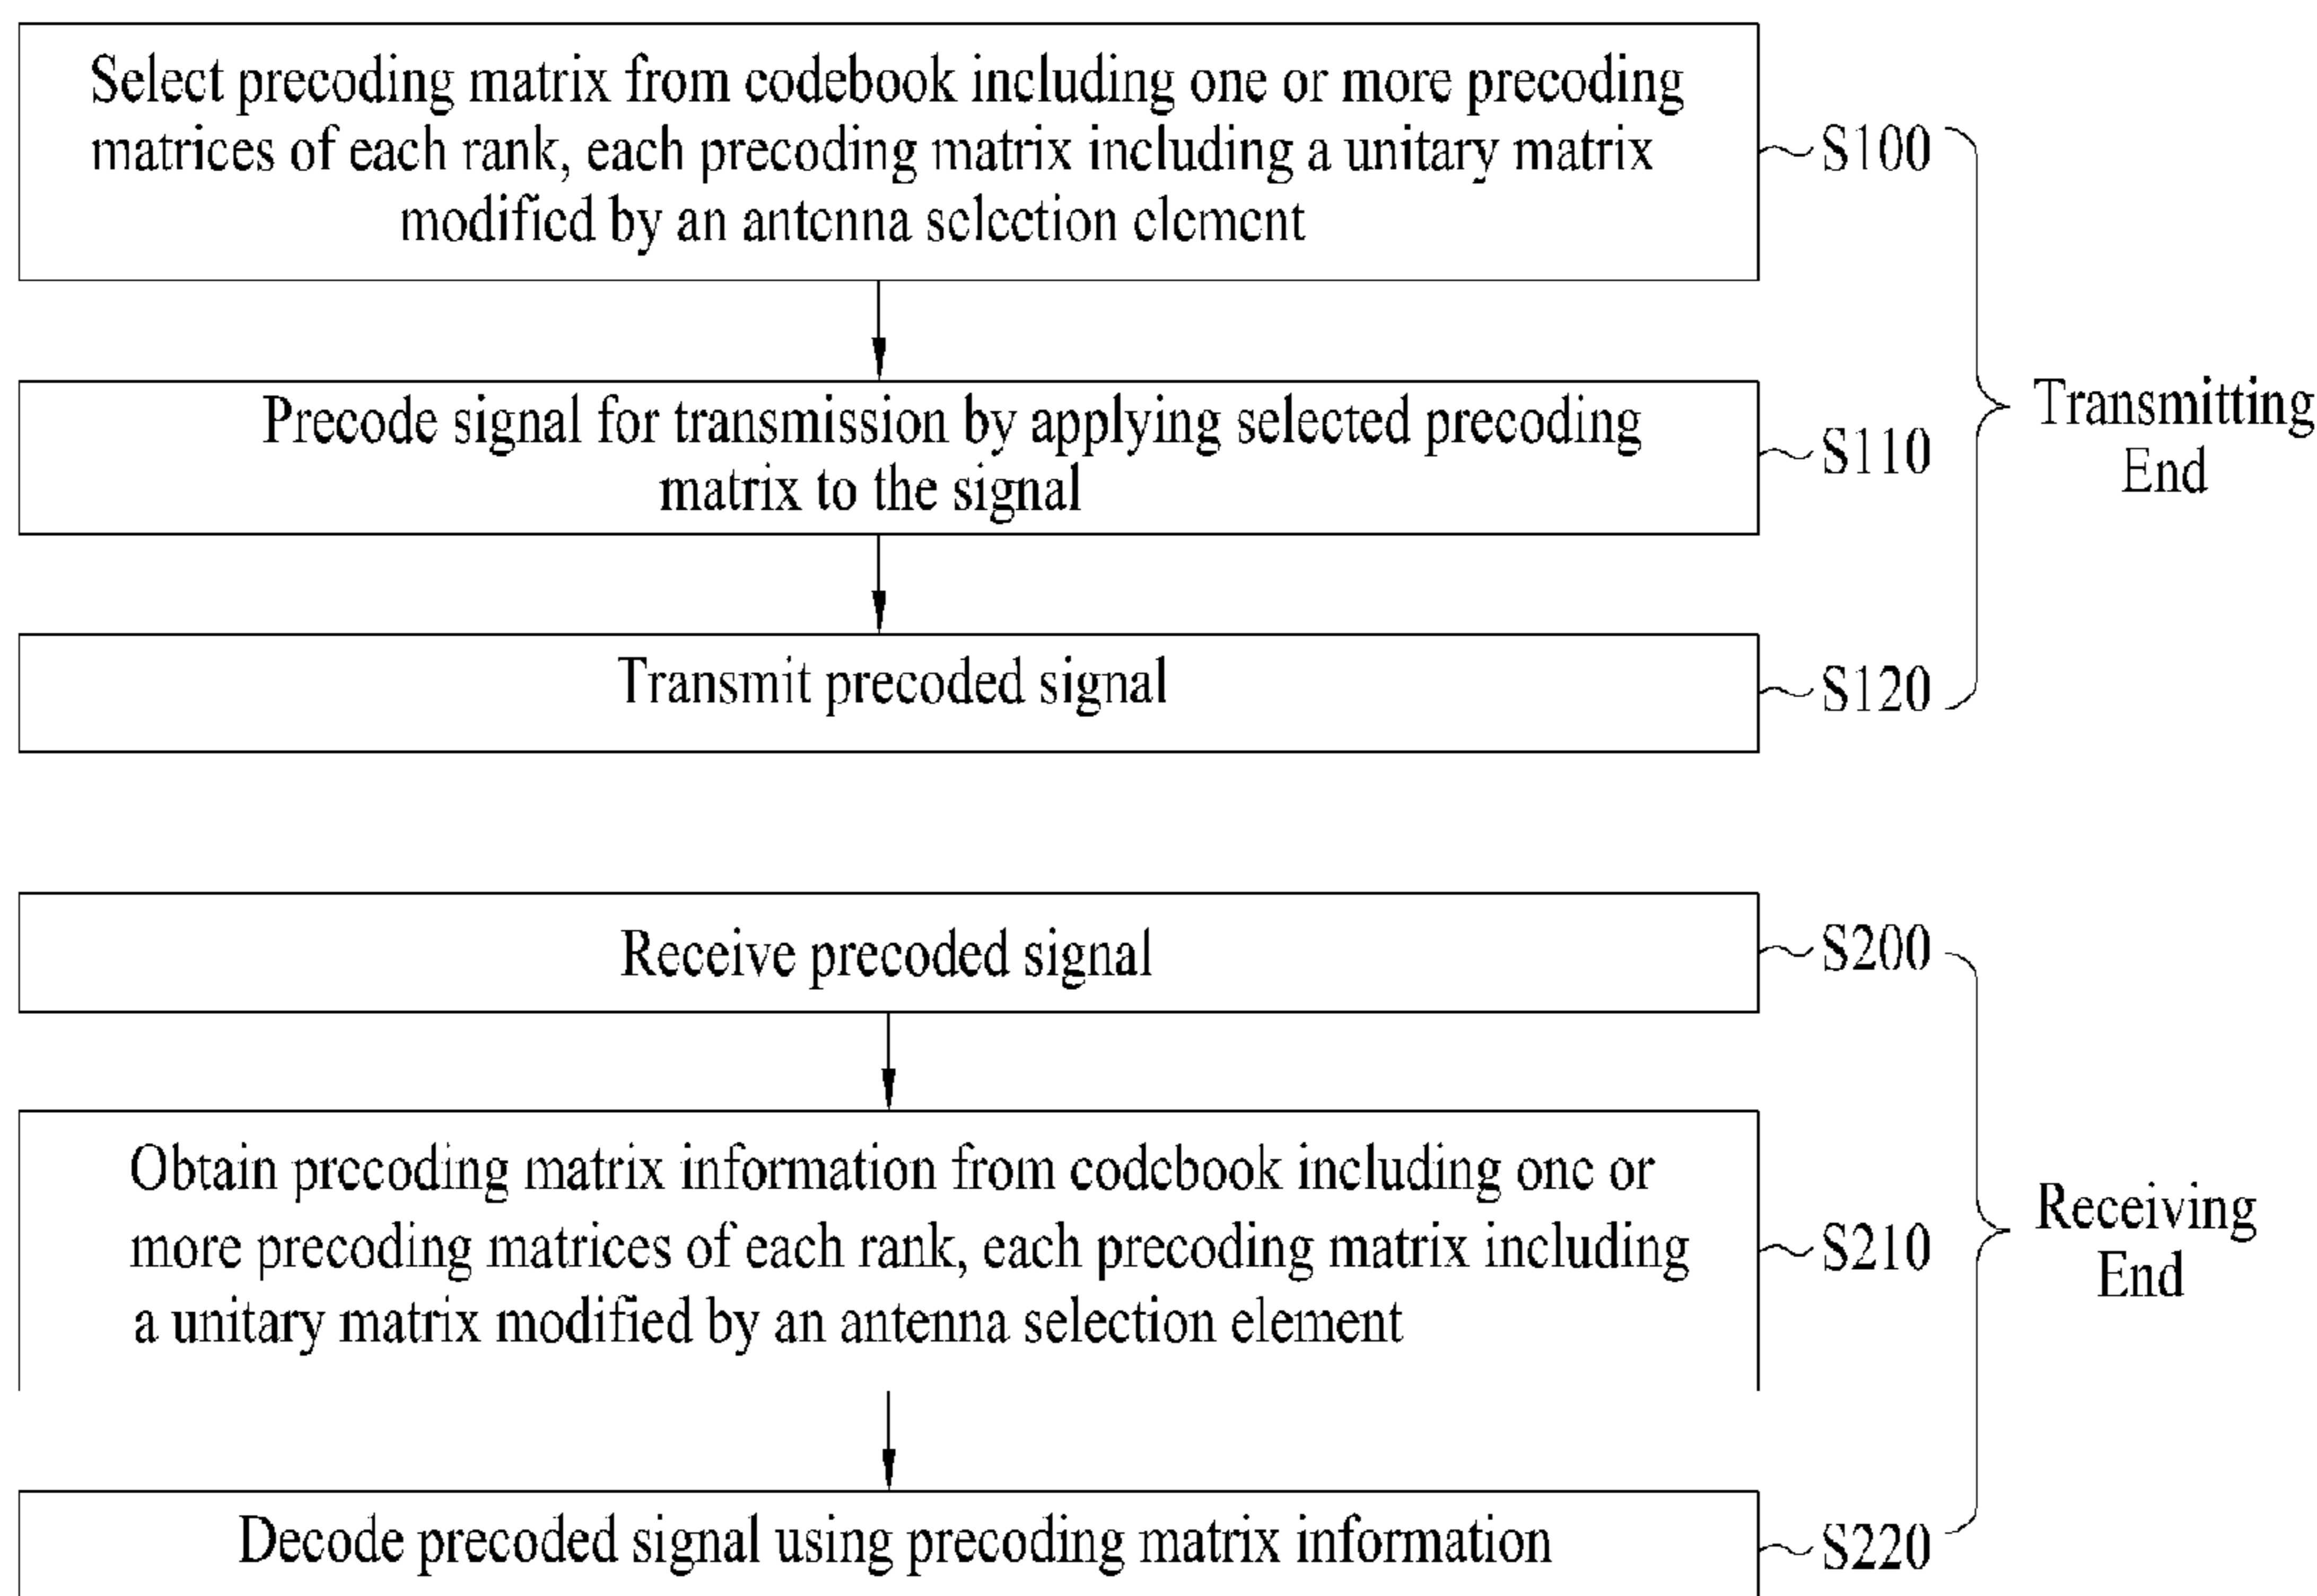 Select precoding matrix from codebook including one or more precoding
matrices of each rank, each precoding matrix including a unitary matrix
modified by an antenna selection element
S100
Precode signal for transmission by applying selected precoding
matrix to the signal
S110
Transmit precoded signal
S120
Transmitting
End
Receive precoded signal
S200
Obtain precoding matrix information from codebook including one or
more precoding matrices of each rank, each precoding matrix including
a unitary matrix modified by an antenna selection element
S210
Decode precoded signal using precoding matrix information
S220
Receiving
End